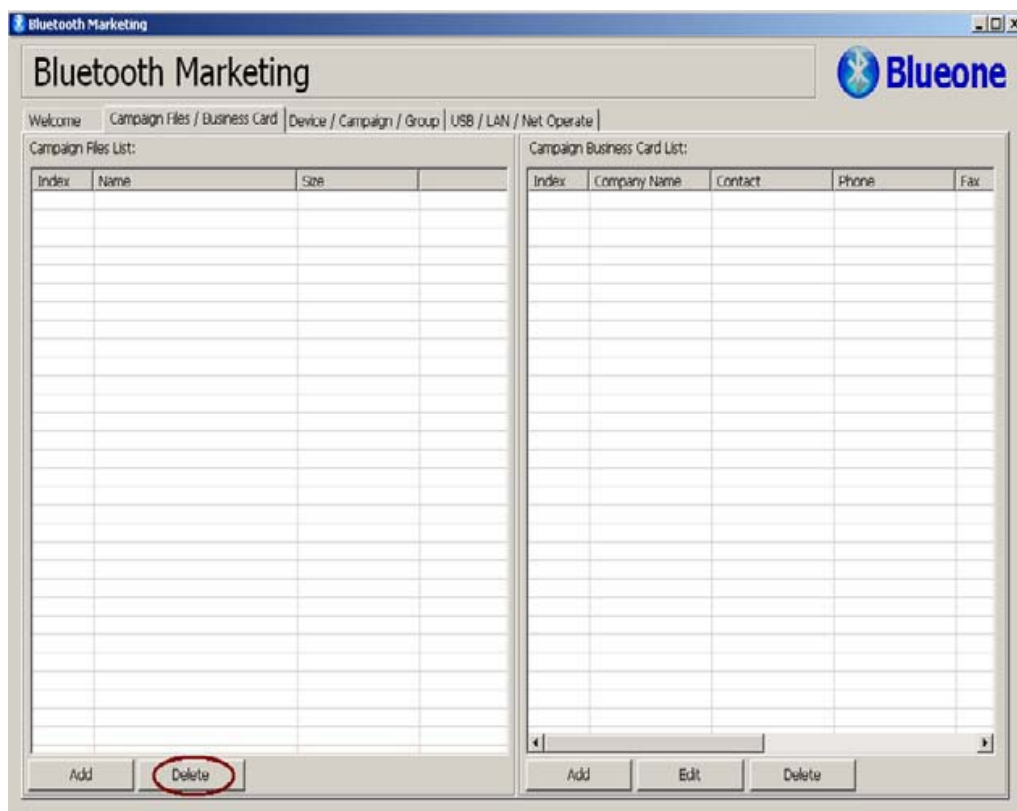 Bluetooth Marketing
Bluetooth Marketing
Blueone
Welcome Campaign Files / Business Card Device / Campaign / Group USB / LAN / Net Operate
Campaign Files List:
Index Name Size
Add Delete
Campaign Business Card List:
Index Company Name Contact Phone Fax
Add Edit Delete